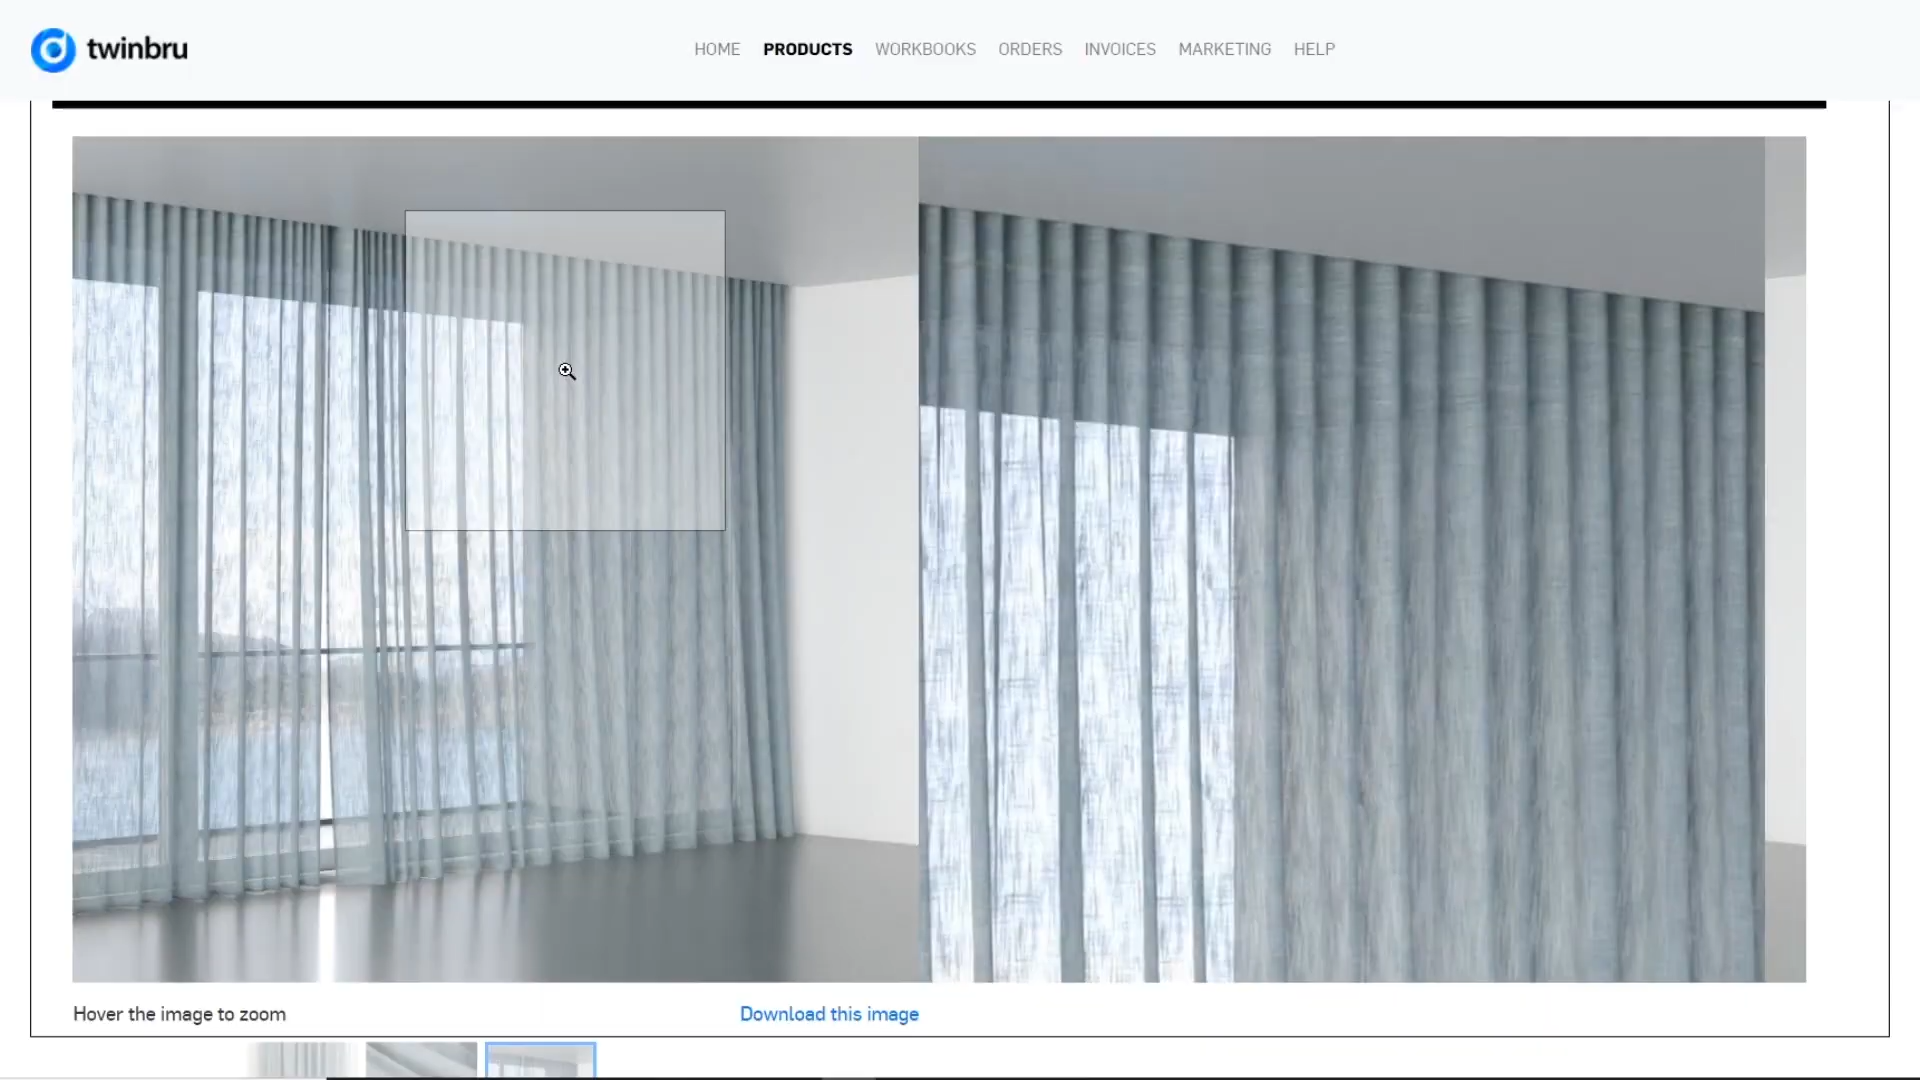 twinbru
HOME PRODUCTS WORKBOOKS ORDERS INVOICES MARKETING HELP
Hover the image to zoom
Download this image